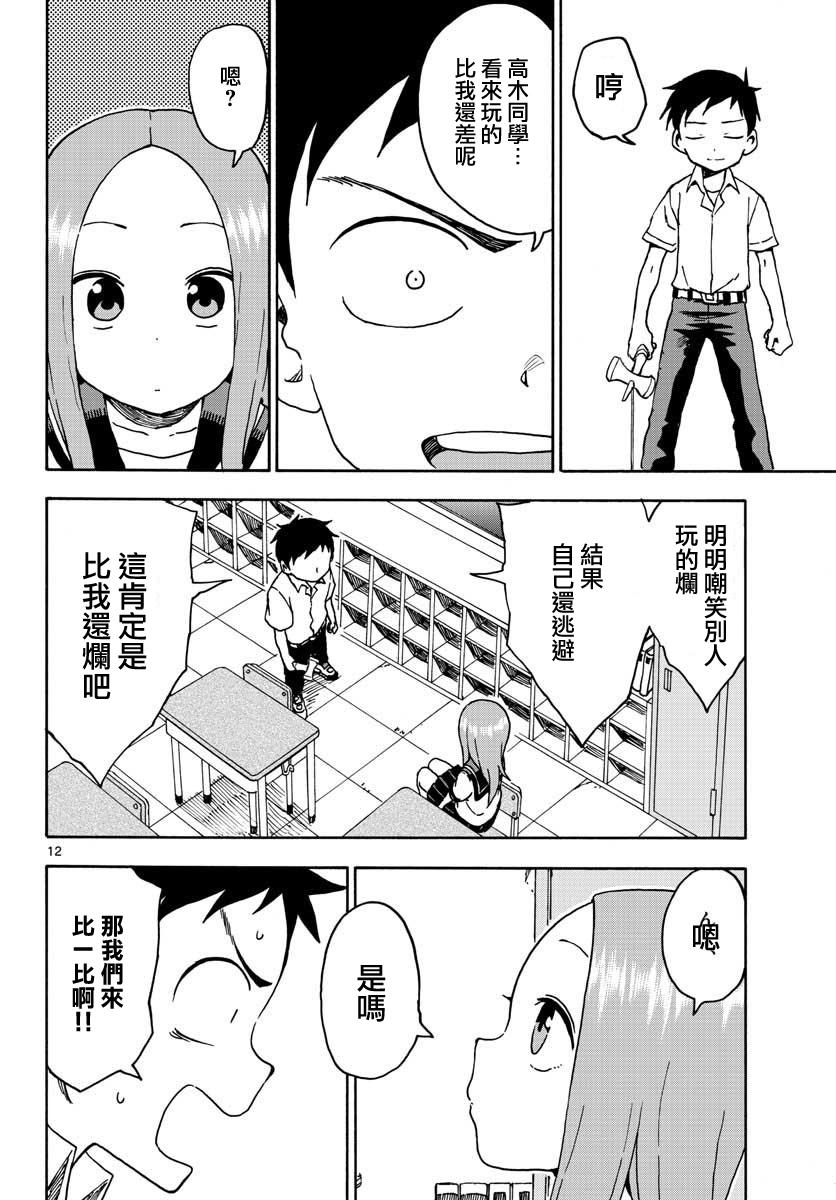 哼
高木同學…
看來玩的
比我還差呢
嗯?
明明嘲笑別人
玩的爛
結果
自己還逃避
這肯定是
比我還爛吧
12
嗯
是嗎
那我們來
比一比啊!!